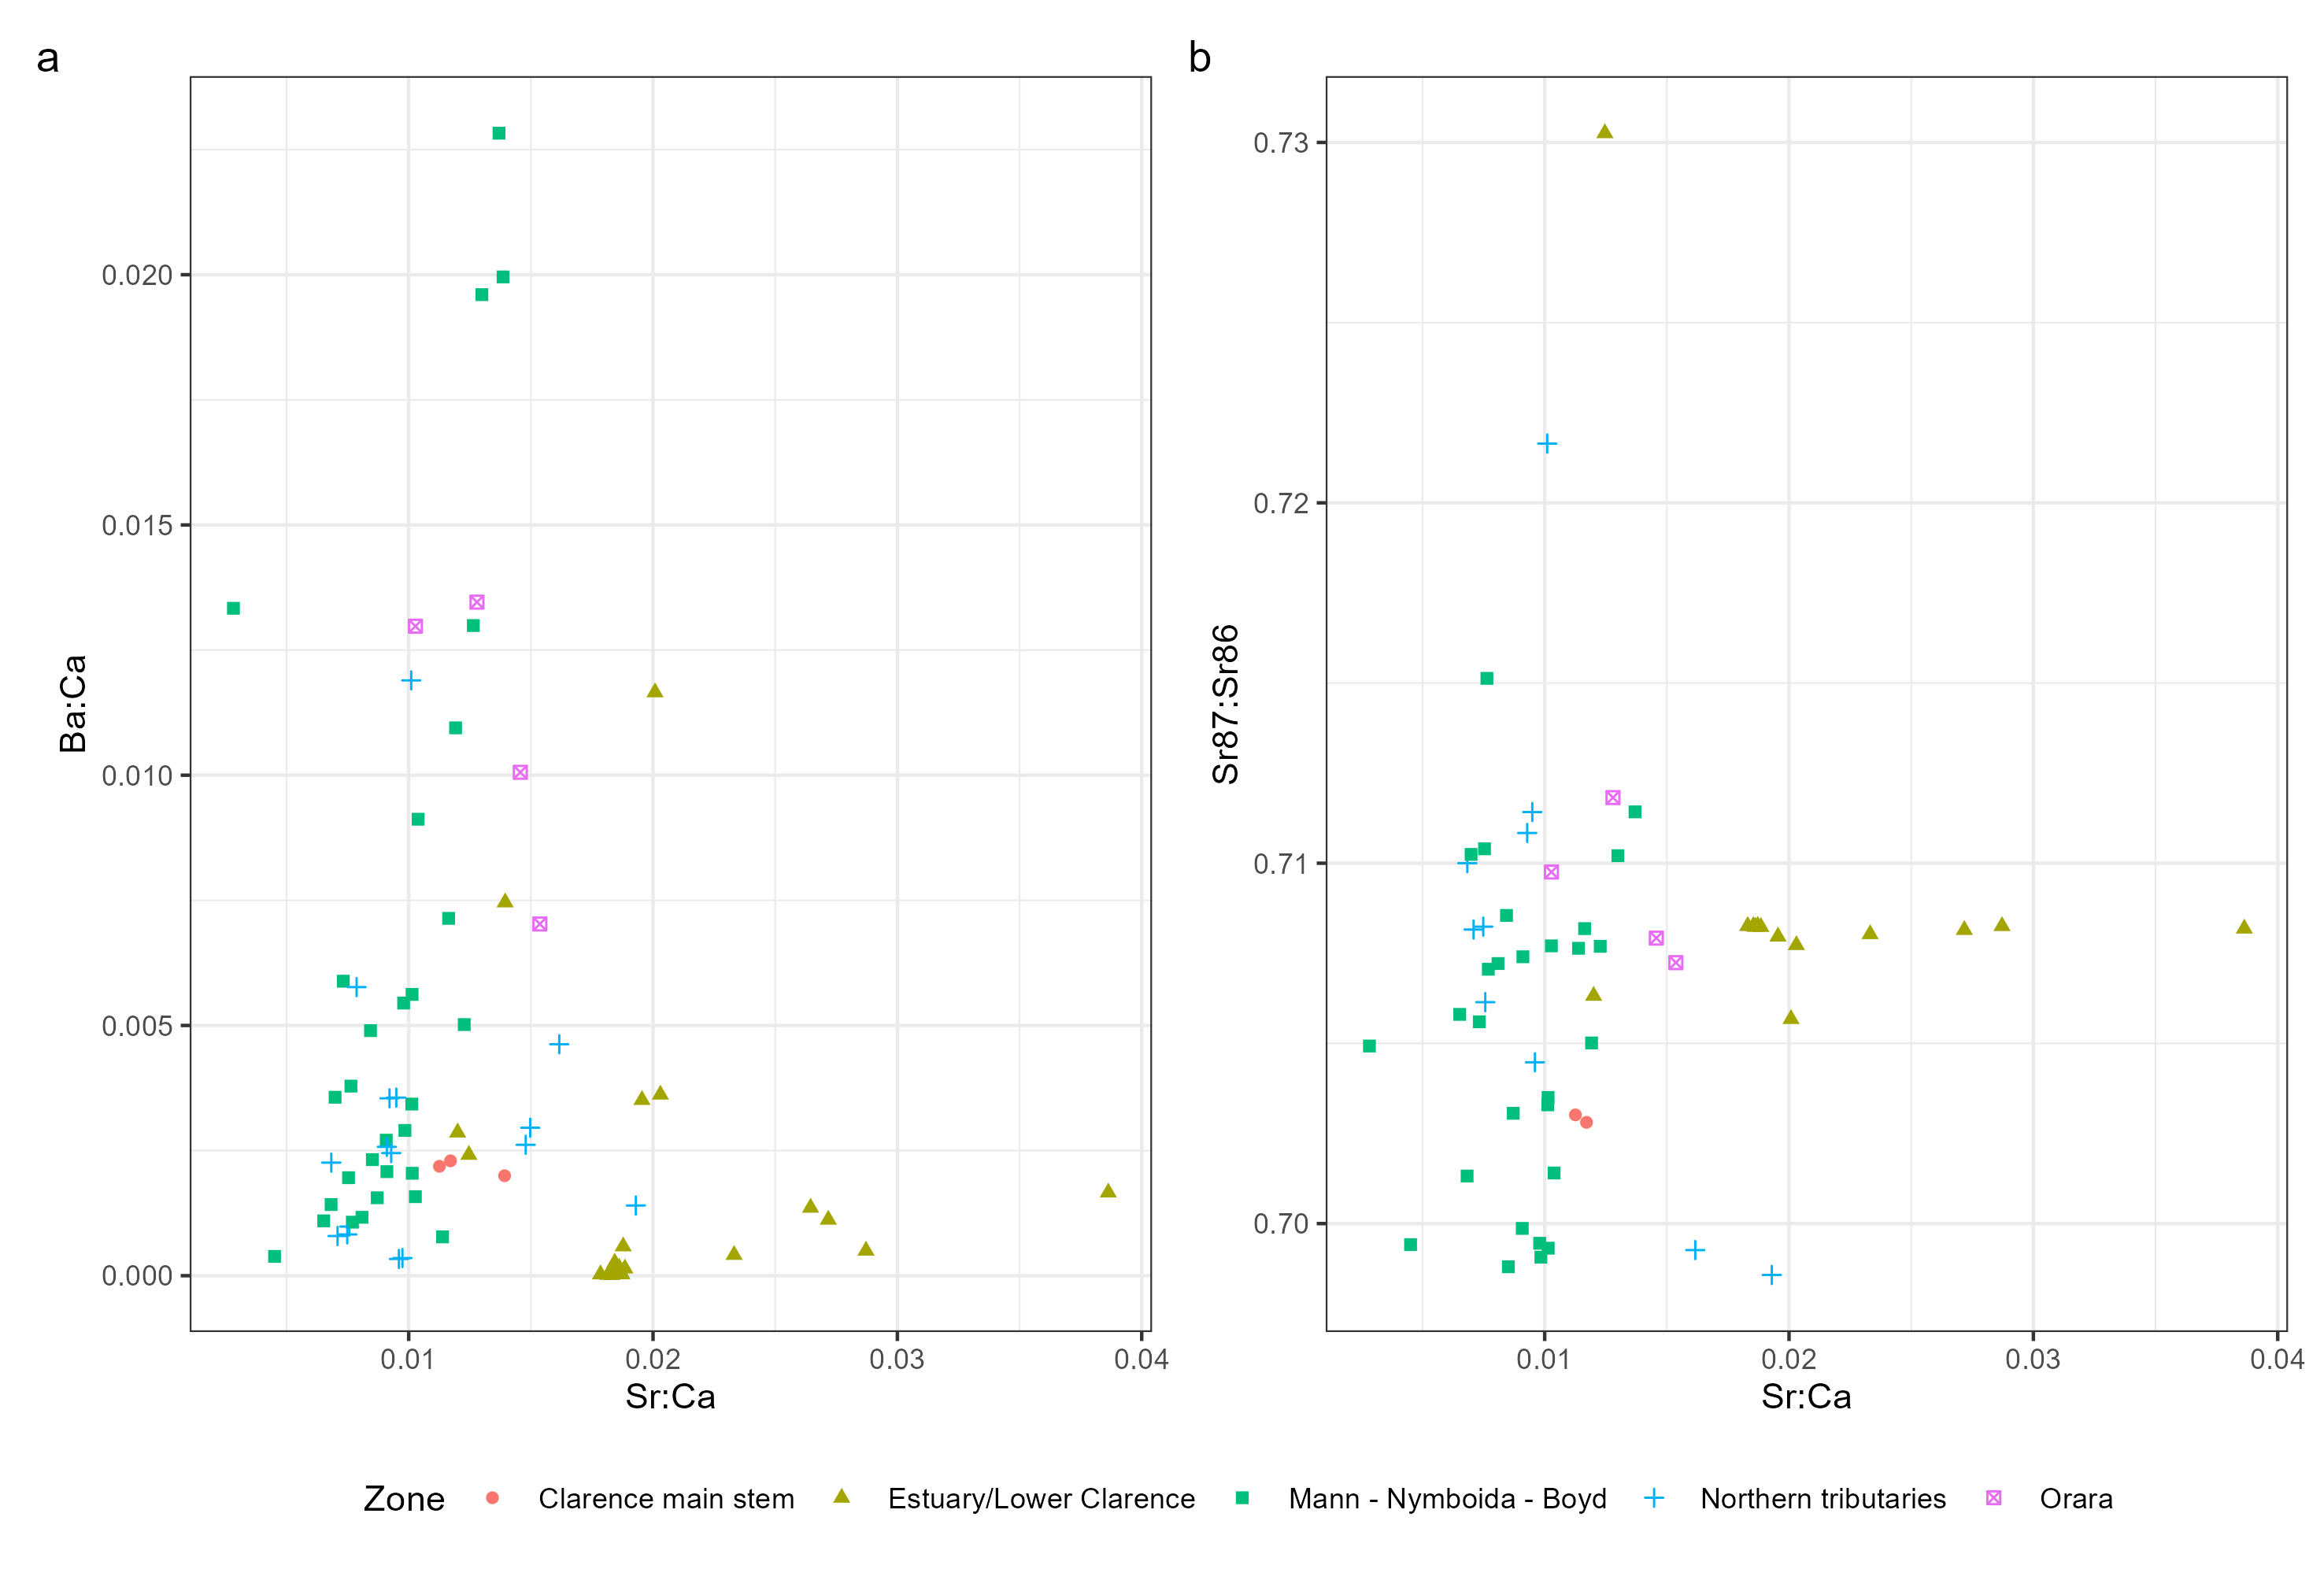 a
b
0.020
0.015
0.010
0.005
0.000
Ba:Ca
0.01 0.02 0.03 0.04
Sr:Ca
0.73
0.72
0.71
0.70
Sr87:Sr86
0.01 0.02 0.03 0.04
Sr:Ca
Zone Clarence main stem Estuary/Lower Clarence Mann - Nymboida - Boyd Northern tributaries Orara